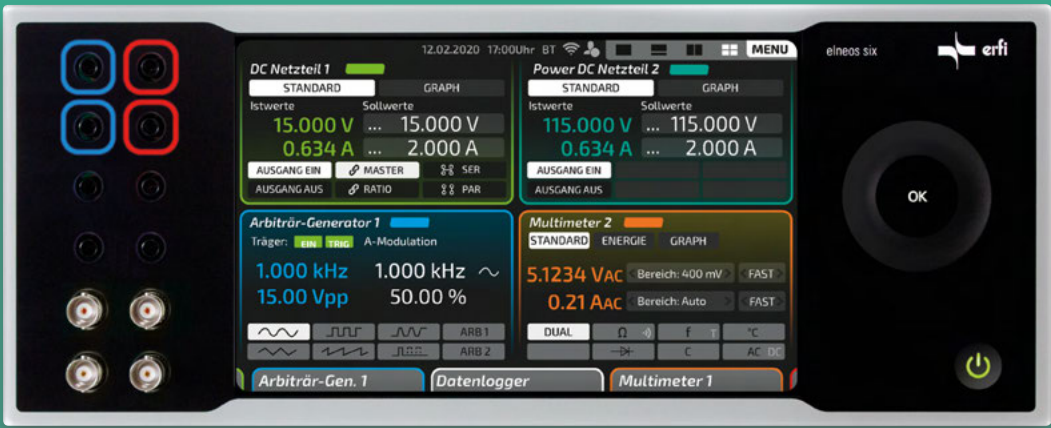 12.02.2020 17:00Uhr BT MENU
elneos six
erfi
DC Netzteil 1
STANDARD GRAPH
Istwerte Sollwerte
15.000 V ... 15.000 V
0.634 A ... 2.000 A
AUSGANG EIN MASTER SER
AUSGANG AUS RATIO PAR
Power DC Netzteil 2
STANDARD GRAPH
Istwerte Sollwerte
115.000 V ... 115.000 V
0.634 A ... 2.000 A
AUSGANG EIN
AUSGANG AUS
OK
Arbiträr-Generator 1
Träger: EIN TRIG A-Modulation
1.000 kHz 1.000 kHz
15.00 Vpp 50.00 %
ARB 1
ARB 2
Multimeter 2
STANDARD ENERGIE GRAPH
5.1234 VAC Bereich: 400 mV FAST
0.21 AAC Bereich: Auto FAST
DUAL Ω f T °C
C AC DC
Arbiträr-Gen. 1 Datenlogger Multimeter 1